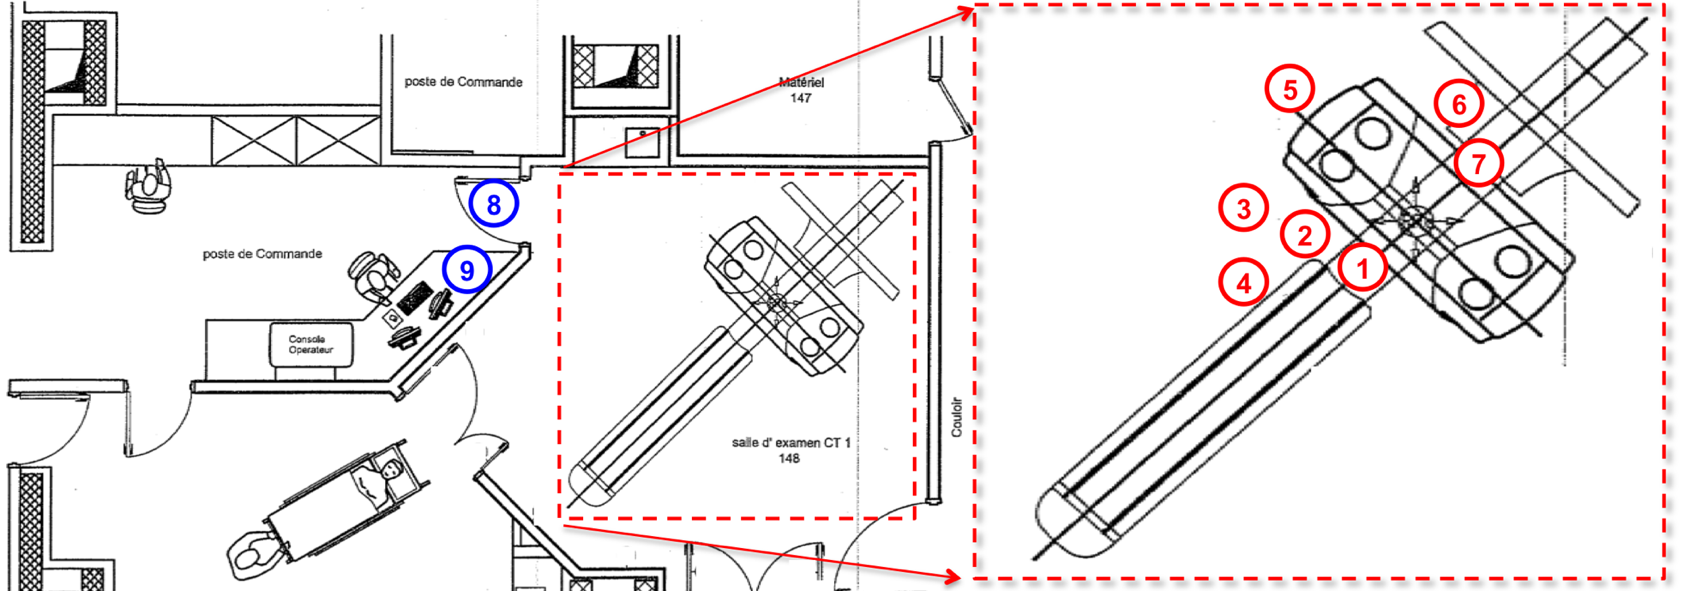 poste de Commande
Matériel
147
5
6
7
8
3
2
poste de Commande
9
1
4
Console
Operateur
Couloir
salle d' examen CT 1
148